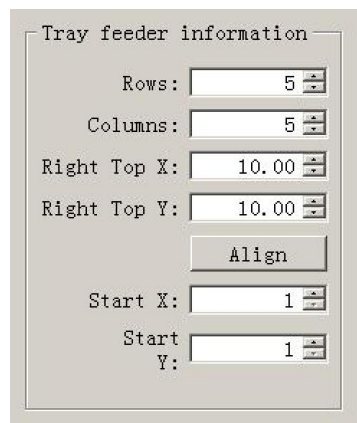 Tray feeder information
Rows: 5
Columns: 5
Right Top X: 10.00
Right Top Y: 10.00
Align
Start X: 1
Start
Y: 1